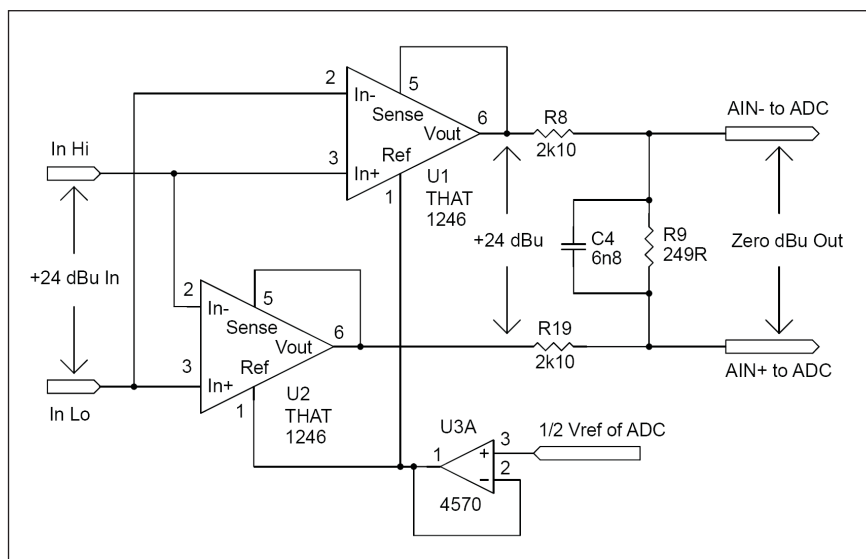 2
In-
5
Sense
6
Vout
3
In+
Ref
1
U1
THAT
1246
In Hi
+24 dBu In
In Lo
2
In-
5
Sense
6
Vout
3
In+
Ref
1
U2
THAT
1246
R8
2k10
AIN- to ADC
+24 dBu
C4
6n8
R9
249R
Zero dBu Out
R19
2k10
AIN+ to ADC
U3A
1
+
3
-
2
4570
1/2 Vref of ADC